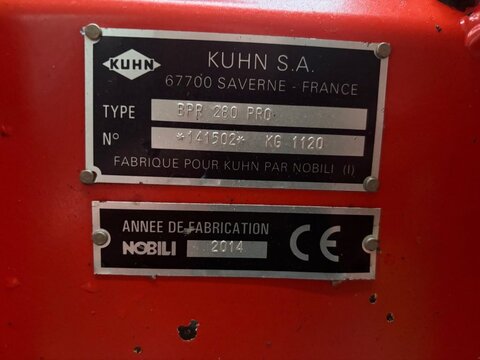 KUHN
KUHN S.A.
67700 SAVERNE - FRANCE
TYPE BPR 280 PRO
N° *141502* KG 1120
FABRIQUE POUR KUHN PAR NOBILI (I)
ANNEE DE FABRICATION
NOBILI 2014
CE